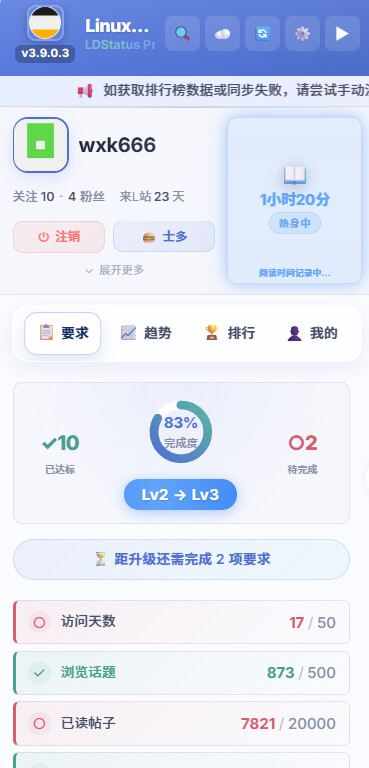 Linux...
LDStatus Pr
v3.9.0.3
如获取排行榜数据或同步失败，请尝试手动
wxk666
关注 10 · 4 粉丝 来L站 23 天
注销
士多
展开更多
1小时20分
热身中
阅读时间记录中...
要求
趋势
排行
我的
✓10
已达标
83%
完成度
○2
待完成
Lv2 → Lv3
距升级还需完成 2 项要求
访问天数 17 / 50
浏览话题 873 / 500
已读帖子 7821 / 20000